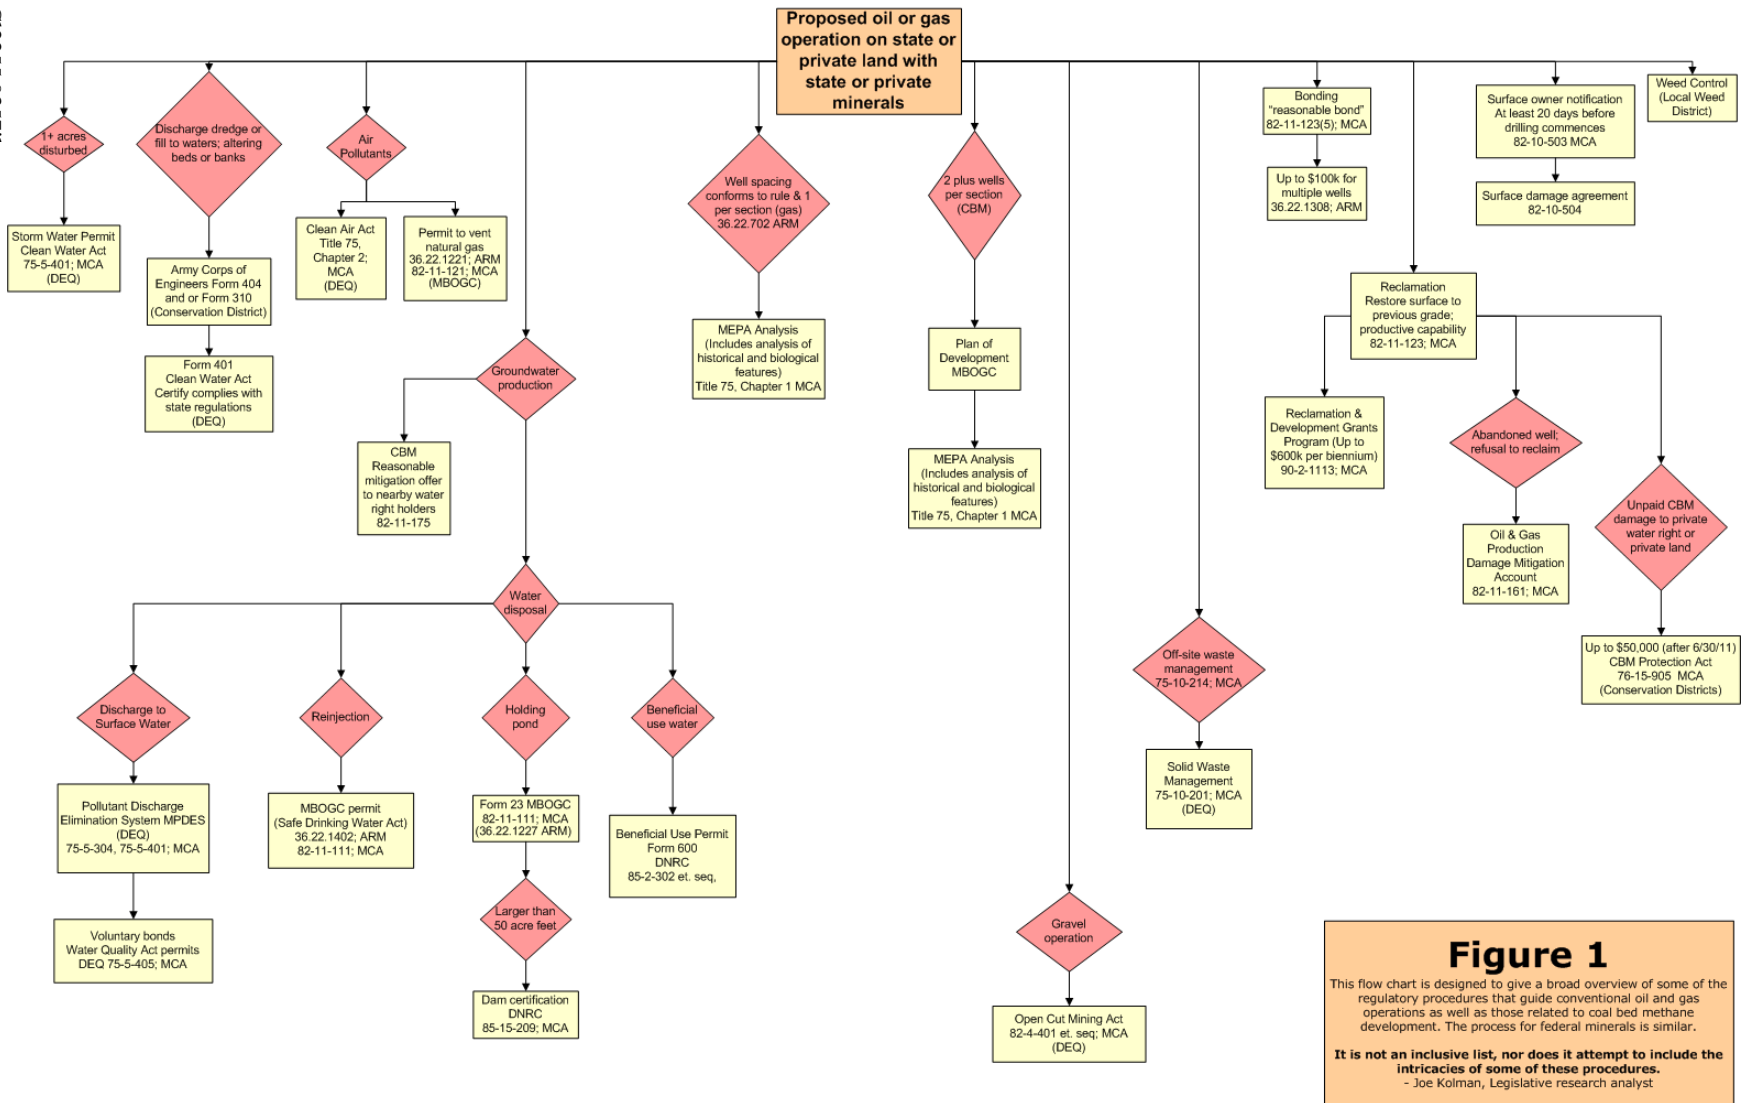 Proposed oil or gas
operation on state or
private land with
state or private
minerals
1+ acres
disturbed
Storm Water Permit
Clean Water Act
75-5-401; MCA
(DEQ)
Discharge dredge or
fill to waters; altering
beds or banks
Army Corps of
Engineers Form 404
and or Form 310
(Conservation District)
Form 401
Clean Water Act
Certify complies with
state regulations
(DEQ)
Air
Pollutants
Clean Air Act
Title 75,
Chapter 2;
MCA
(DEQ)
Permit to vent
natural gas
36.22.1221; ARM
82-11-121; MCA
(MBOGC)
Groundwater
production
CBM
Reasonable
mitigation offer
to nearby water
right holders
82-11-175
Water
disposal
Discharge to
Surface Water
Pollutant Discharge
Elimination System MPDES
(DEQ)
75-5-304, 75-5-401; MCA
Voluntary bonds
Water Quality Act permits
DEQ 75-5-405; MCA
Reinjection
MBOGC permit
(Safe Drinking Water Act)
36.22.1402; ARM
82-11-111; MCA
Holding
pond
Form 23 MBOGC
82-11-111; MCA
(36.22.1227 ARM)
Larger than
50 acre feet
Dam certification
DNRC
85-15-209; MCA
Beneficial
use water
Beneficial Use Permit
Form 600
DNRC
85-2-302 et. seq,
Well spacing
conforms to rule & 1
per section (gas)
36.22.702 ARM
MEPA Analysis
(Includes analysis of
historical and biological
features)
Title 75, Chapter 1 MCA
2 plus wells
per section
(CBM)
Plan of
Development
MBOGC
MEPA Analysis
(Includes analysis of
historical and biological
features)
Title 75, Chapter 1 MCA
Gravel
operation
Open Cut Mining Act
82-4-401 et. seq; MCA
(DEQ)
Off-site waste
management
75-10-214; MCA
Solid Waste
Management
75-10-201; MCA
(DEQ)
Bonding
"reasonable bond"
82-11-123(5); MCA
Up to $100k for
multiple wells
36.22.1308; ARM
Reclamation
Restore surface to
previous grade;
productive capability
82-11-123; MCA
Reclamation &
Development Grants
Program (Up to
$600k per biennium)
90-2-1113; MCA
Abandoned well;
refusal to reclaim
Oil & Gas
Production
Damage Mitigation
Account
82-11-161; MCA
Unpaid CBM
damage to private
water right or
private land
Up to $50,000 (after 6/30/11)
CBM Protection Act
76-15-905 MCA
(Conservation Districts)
Surface owner notification
At least 20 days before
drilling commences
82-10-503 MCA
Surface damage agreement
82-10-504
Weed Control
(Local Weed
District)
Figure 1
This flow chart is designed to give a broad overview of some of the
regulatory procedures that guide conventional oil and gas
operations as well as those related to coal bed methane
development. The process for federal minerals is similar.
It is not an inclusive list, nor does it attempt to include the
intricacies of some of these procedures.
- Joe Kolman, Legislative research analyst